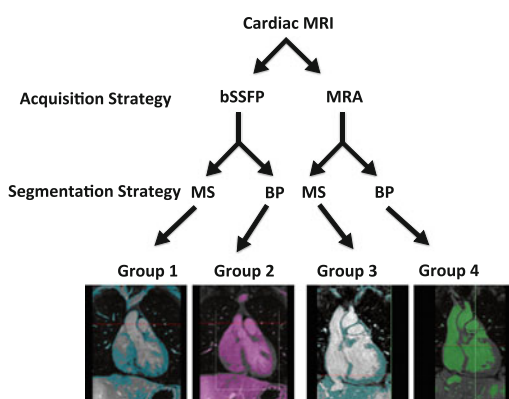 Cardiac MRI
Acquisition Strategy bSSFP MRA
Segmentation Strategy MS BP MS BP
Group 1 Group 2 Group 3 Group 4